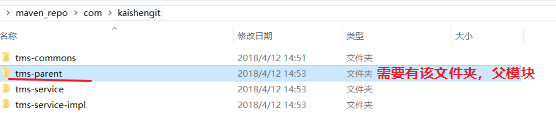 maven_repo > com > kaishengit
名称 修改日期 类型 大小
tms-commons 2018/4/12 14:51 文件夹
tms-parent 2018/4/12 14:53 文件夹 需要有该文件夹，父模块
tms-service 2018/4/12 14:53 文件夹
tms-service-impl 2018/4/12 14:53 文件夹